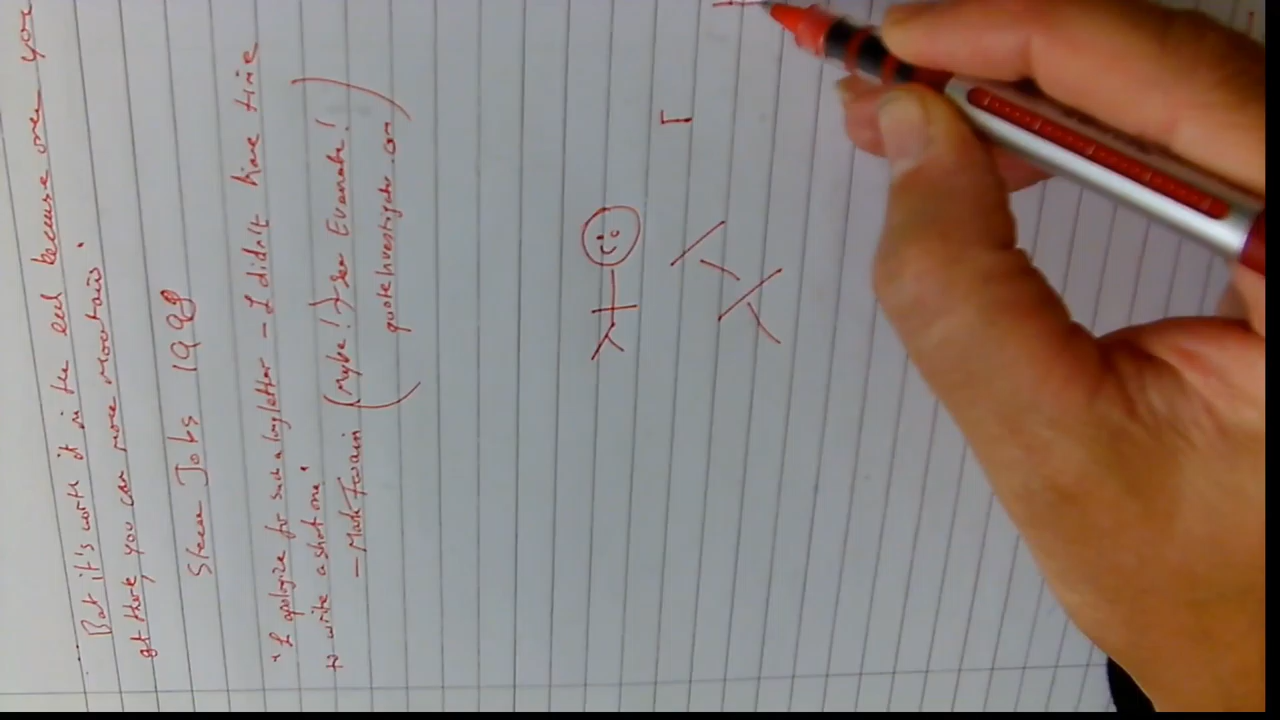 But it's worth it in the end because once you
get there, you can move mountains'
Steve Jobs 1998
"I apologize for such a long letter - I didn't have time
to write a short one'
- Mark Twain (Maybe! } see Evernote!
quoteInvestigator.com)